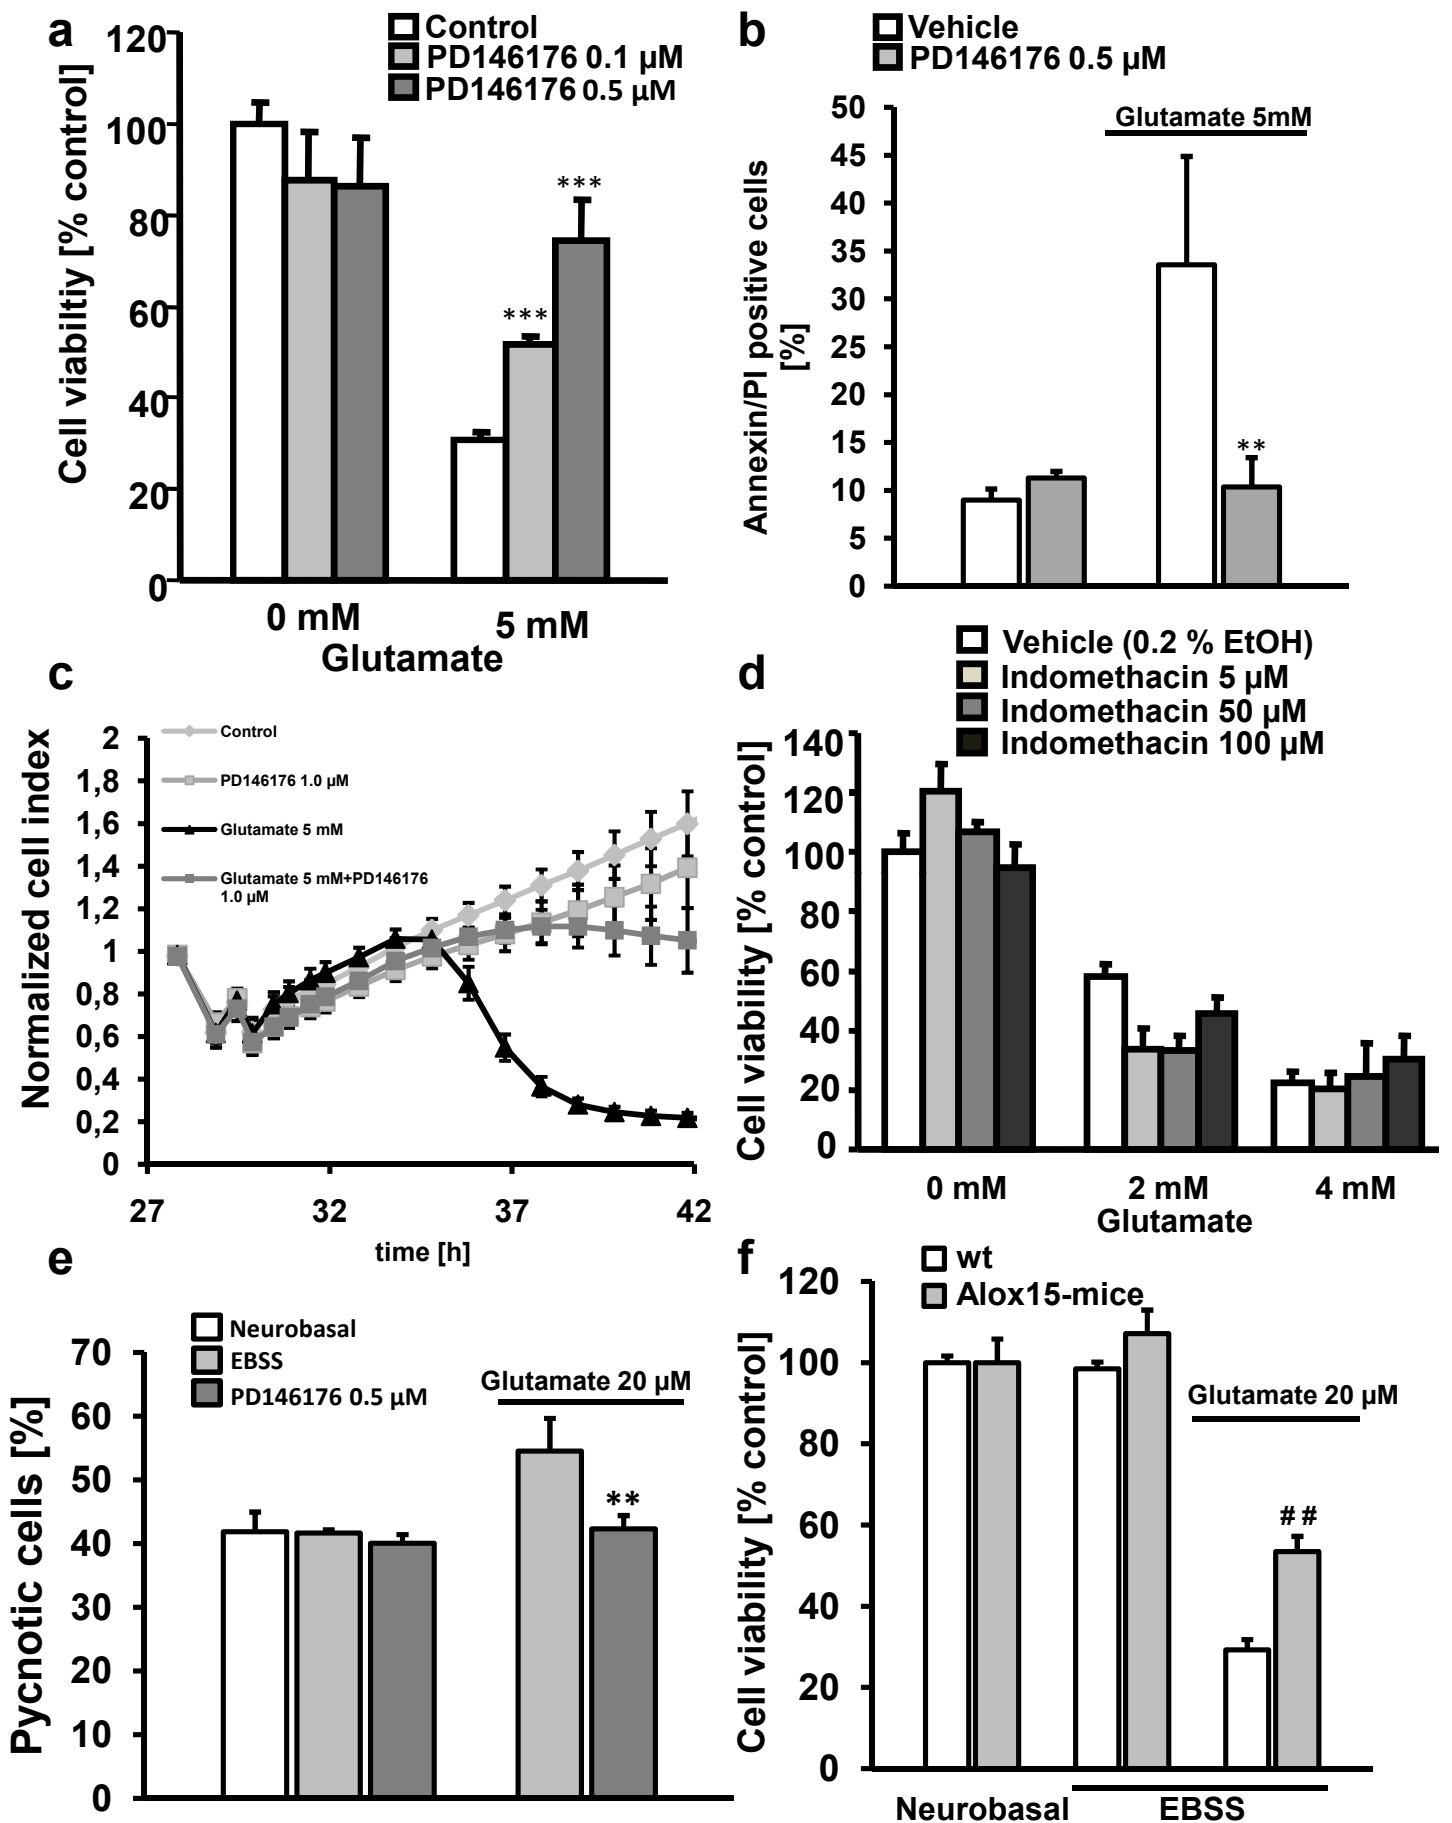 a
Control
PD146176 0.1 µM
PD146176 0.5 µM
Cell viabiltiy [% control]
120
100
80
60
40
20
0
0 mM
5 mM
Glutamate
***
***
b
Vehicle
PD146176 0.5 µM
Glutamate 5mM
Annexin/PI positive cells
[%]
50
45
40
35
30
25
20
15
10
5
0
**
c
Control
PD146176 1.0 µM
Glutamate 5 mM
Glutamate 5 mM+PD146176
1.0 µM
Normalized cell index
2
1,8
1,6
1,4
1,2
1
0,8
0,6
0,4
0,2
0
27
32
37
42
time [h]
d
Vehicle (0.2 % EtOH)
Indomethacin 5 µM
Indomethacin 50 µM
Indomethacin 100 µM
Cell viability [% control]
140
120
100
80
60
40
20
0
0 mM
2 mM
4 mM
Glutamate
e
Neurobasal
EBSS
PD146176 0.5 µM
Glutamate 20 µM
Pycnotic cells [%]
70
60
50
40
30
20
10
0
**
f
wt
Alox15-mice
Glutamate 20 µM
Cell viability [% control]
120
100
80
60
40
20
0
##
Neurobasal
EBSS